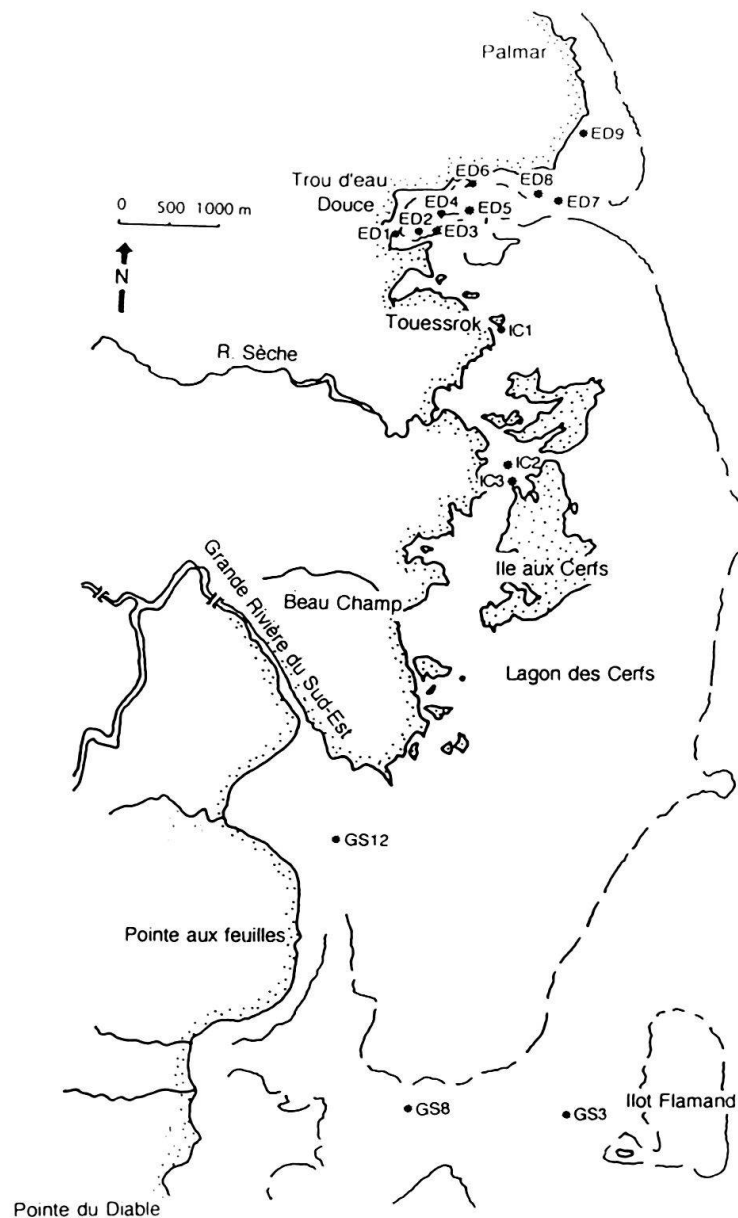 Palmar
ED9
ED6
ED8
Trou d'eau
Douce
ED4
ED7
ED5
ED2
ED1
ED3
0 500 1000 m
N
Touessrok
IC1
R. Sèche
IC2
IC3
Ile aux Cerfs
Grande Rivière du Sud-Est
Beau Champ
Lagon des Cerfs
GS12
Pointe aux feuilles
Ilot Flamand
GS8
GS3
Pointe du Diable